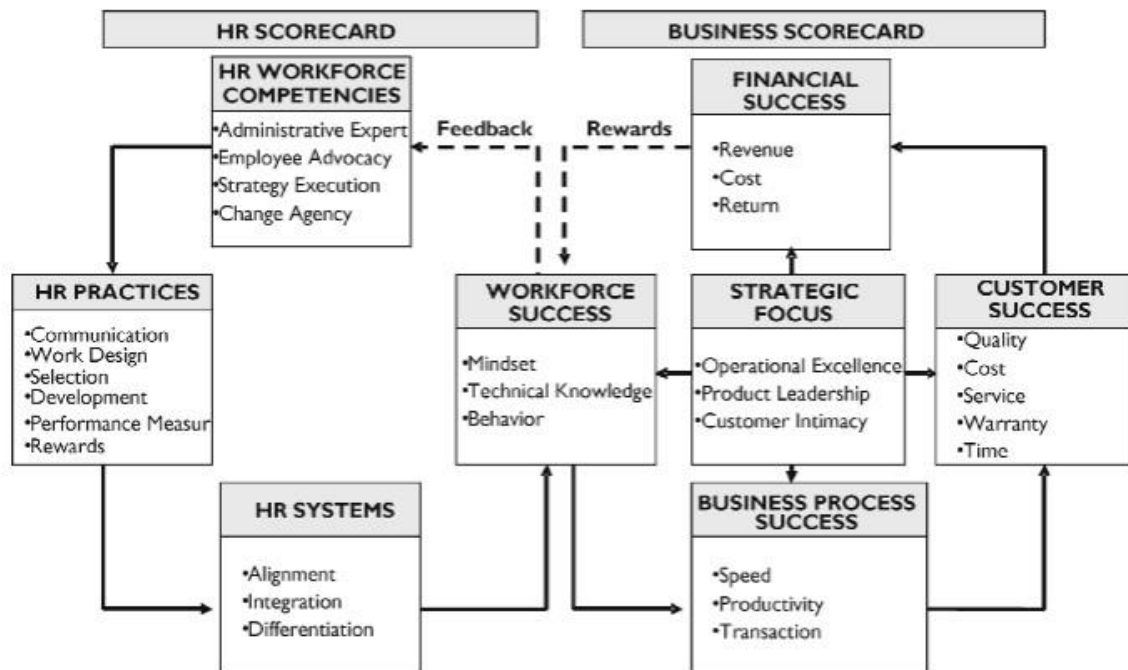 HR SCORECARD
BUSINESS SCORECARD
HR WORKFORCE
COMPETENCIES
•Administrative Expert
•Employee Advocacy
•Strategy Execution
•Change Agency
Feedback
Rewards
FINANCIAL
SUCCESS
•Revenue
•Cost
•Return
HR PRACTICES
•Communication
•Work Design
•Selection
•Development
•Performance Measur
•Rewards
WORKFORCE
SUCCESS
•Mindset
•Technical Knowledge
•Behavior
STRATEGIC
FOCUS
•Operational Excellence
•Product Leadership
•Customer Intimacy
CUSTOMER
SUCCESS
•Quality
•Cost
•Service
•Warranty
•Time
HR SYSTEMS
•Alignment
•Integration
•Differentiation
BUSINESS PROCESS
SUCCESS
•Speed
•Productivity
•Transaction